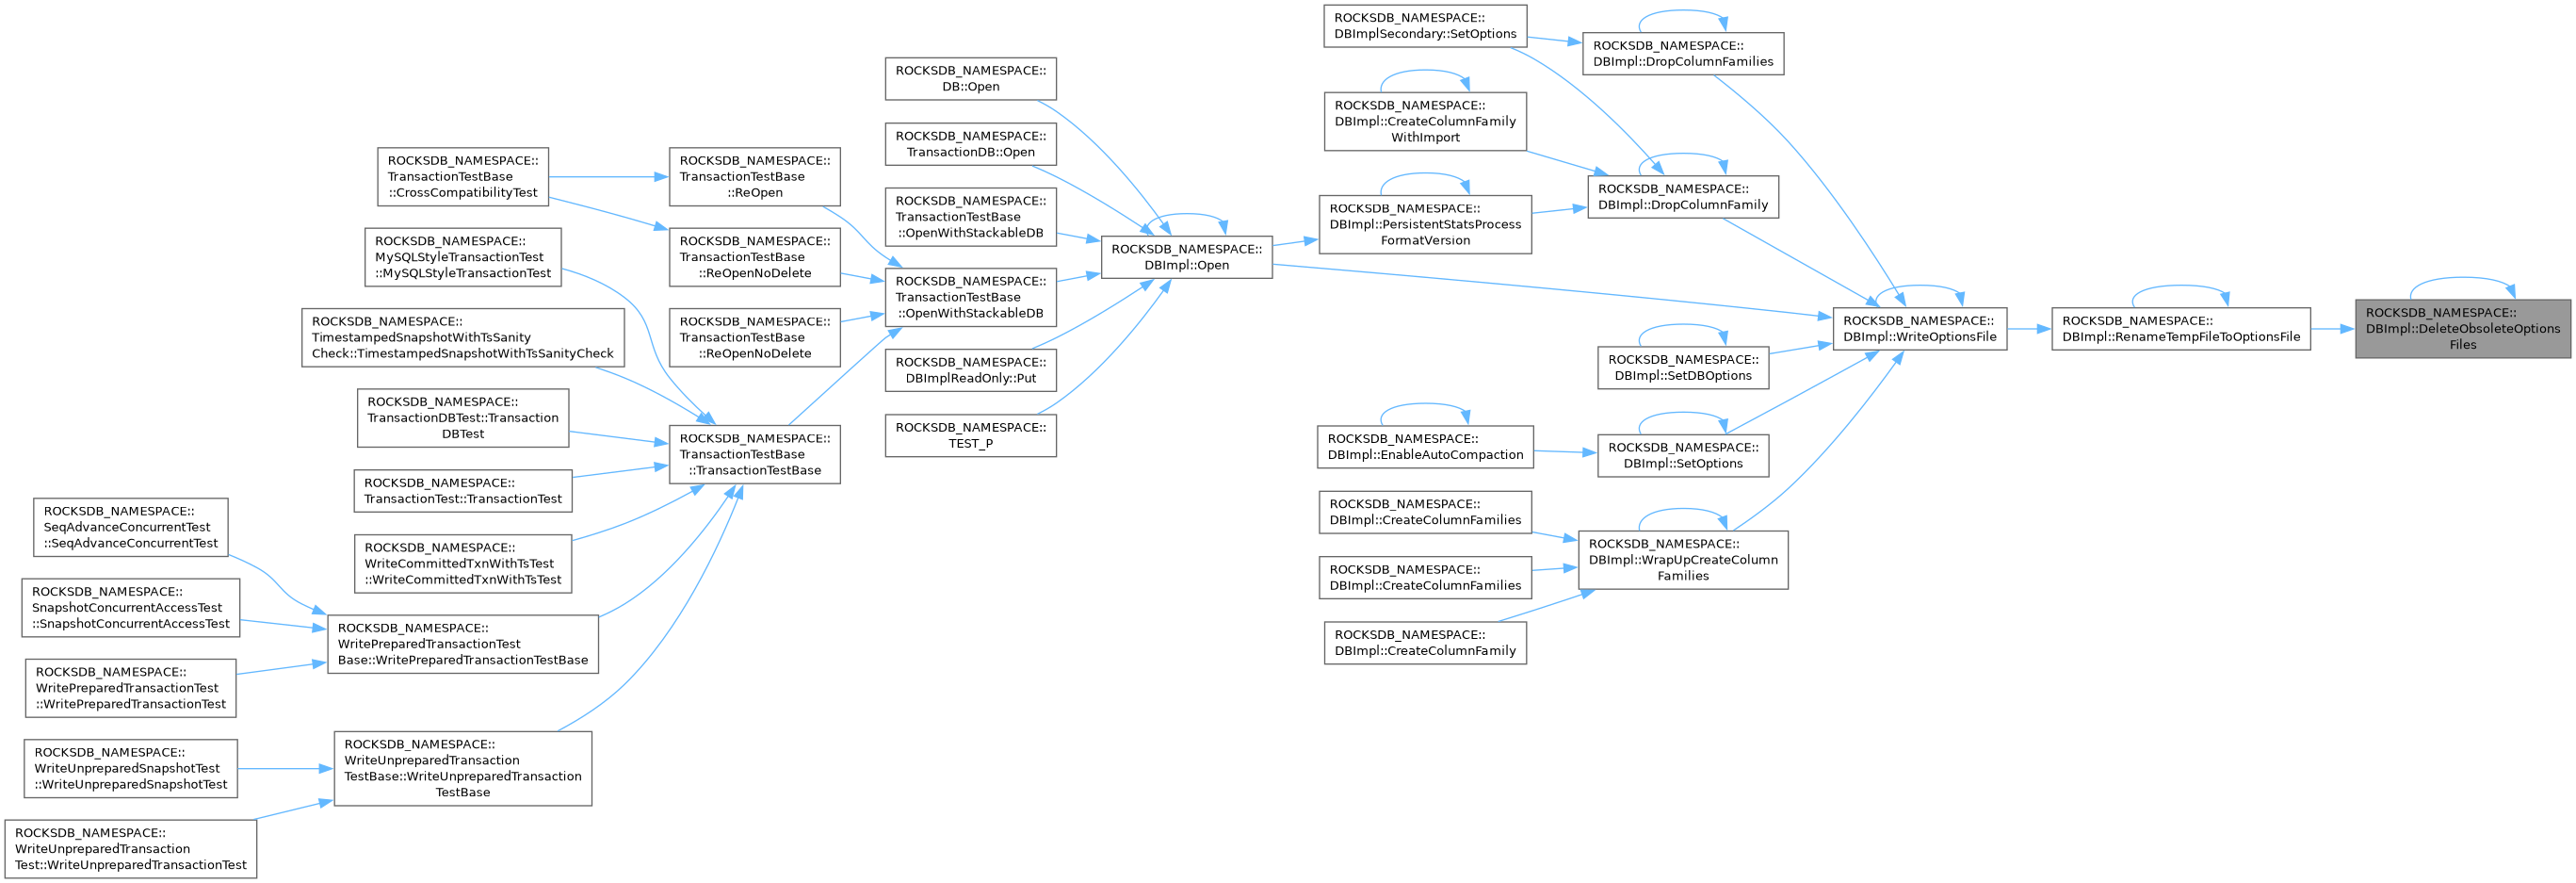 ROCKSDB_NAMESPACE::
DBImplSecondary::SetOptions
ROCKSDB_NAMESPACE::
DBImpl::DropColumnFamilies
ROCKSDB_NAMESPACE::
DB::Open
ROCKSDB_NAMESPACE::
DBImpl::CreateColumnFamily
WithImport
ROCKSDB_NAMESPACE::
TransactionDB::Open
ROCKSDB_NAMESPACE::
TransactionTestBase
::CrossCompatibilityTest
ROCKSDB_NAMESPACE::
TransactionTestBase
::ReOpen
ROCKSDB_NAMESPACE::
TransactionTestBase
::OpenWithStackableDB
ROCKSDB_NAMESPACE::
DBImpl::PersistentStatsProcess
FormatVersion
ROCKSDB_NAMESPACE::
DBImpl::DropColumnFamily
ROCKSDB_NAMESPACE::
MySQLStyleTransactionTest
::MySQLStyleTransactionTest
ROCKSDB_NAMESPACE::
TransactionTestBase
::ReOpenNoDelete
ROCKSDB_NAMESPACE::
DBImpl::Open
ROCKSDB_NAMESPACE::
TransactionTestBase
::OpenWithStackableDB
ROCKSDB_NAMESPACE::
TimestampedSnapshotWithTsSanity
Check::TimestampedSnapshotWithTsSanityCheck
ROCKSDB_NAMESPACE::
TransactionTestBase
::ReOpenNoDelete
ROCKSDB_NAMESPACE::
DBImpl::WriteOptionsFile
ROCKSDB_NAMESPACE::
DBImpl::RenameTempFileToOptionsFile
ROCKSDB_NAMESPACE::
DBImpl::DeleteObsoleteOptions
Files
ROCKSDB_NAMESPACE::
DBImplReadOnly::Put
ROCKSDB_NAMESPACE::
DBImpl::SetDBOptions
ROCKSDB_NAMESPACE::
TransactionDBTest::Transaction
DBTest
ROCKSDB_NAMESPACE::
TEST_P
ROCKSDB_NAMESPACE::
TransactionTestBase
::TransactionTestBase
ROCKSDB_NAMESPACE::
DBImpl::EnableAutoCompaction
ROCKSDB_NAMESPACE::
DBImpl::SetOptions
ROCKSDB_NAMESPACE::
TransactionTest::TransactionTest
ROCKSDB_NAMESPACE::
DBImpl::CreateColumnFamilies
ROCKSDB_NAMESPACE::
SeqAdvanceConcurrentTest
::SeqAdvanceConcurrentTest
ROCKSDB_NAMESPACE::
WriteCommittedTxnWithTsTest
::WriteCommittedTxnWithTsTest
ROCKSDB_NAMESPACE::
DBImpl::WrapUpCreateColumn
Families
ROCKSDB_NAMESPACE::
DBImpl::CreateColumnFamilies
ROCKSDB_NAMESPACE::
SnapshotConcurrentAccessTest
::SnapshotConcurrentAccessTest
ROCKSDB_NAMESPACE::
WritePreparedTransactionTest
Base::WritePreparedTransactionTestBase
ROCKSDB_NAMESPACE::
DBImpl::CreateColumnFamily
ROCKSDB_NAMESPACE::
WritePreparedTransactionTest
::WritePreparedTransactionTest
ROCKSDB_NAMESPACE::
WriteUnpreparedSnapshotTest
::WriteUnpreparedSnapshotTest
ROCKSDB_NAMESPACE::
WriteUnpreparedTransaction
TestBase::WriteUnpreparedTransaction
TestBase
ROCKSDB_NAMESPACE::
WriteUnpreparedTransaction
Test::WriteUnpreparedTransactionTest